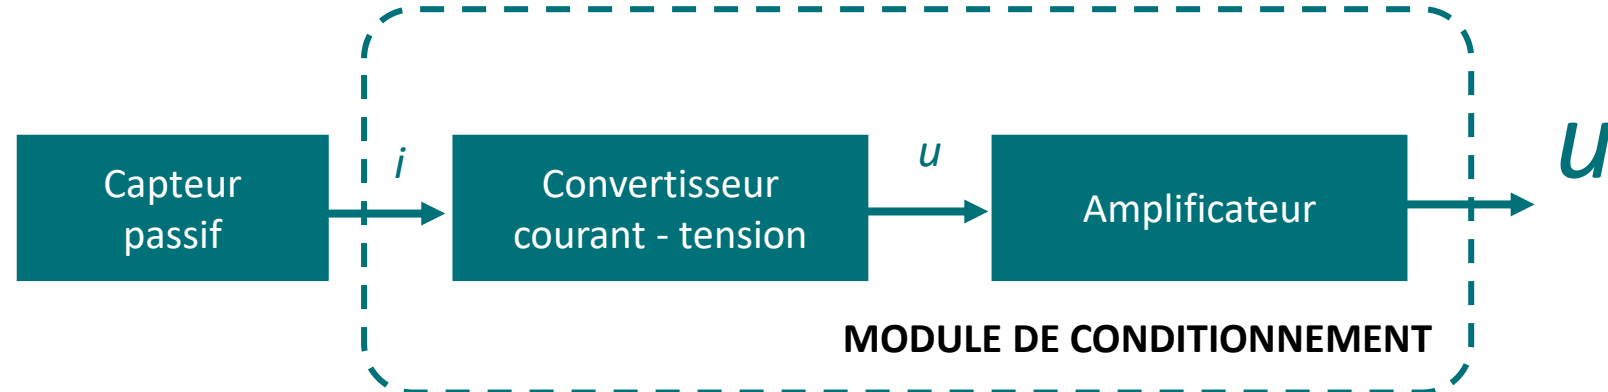 Capteur
passif
i
Convertisseur
courant - tension
u
Amplificateur
u
MODULE DE CONDITIONNEMENT